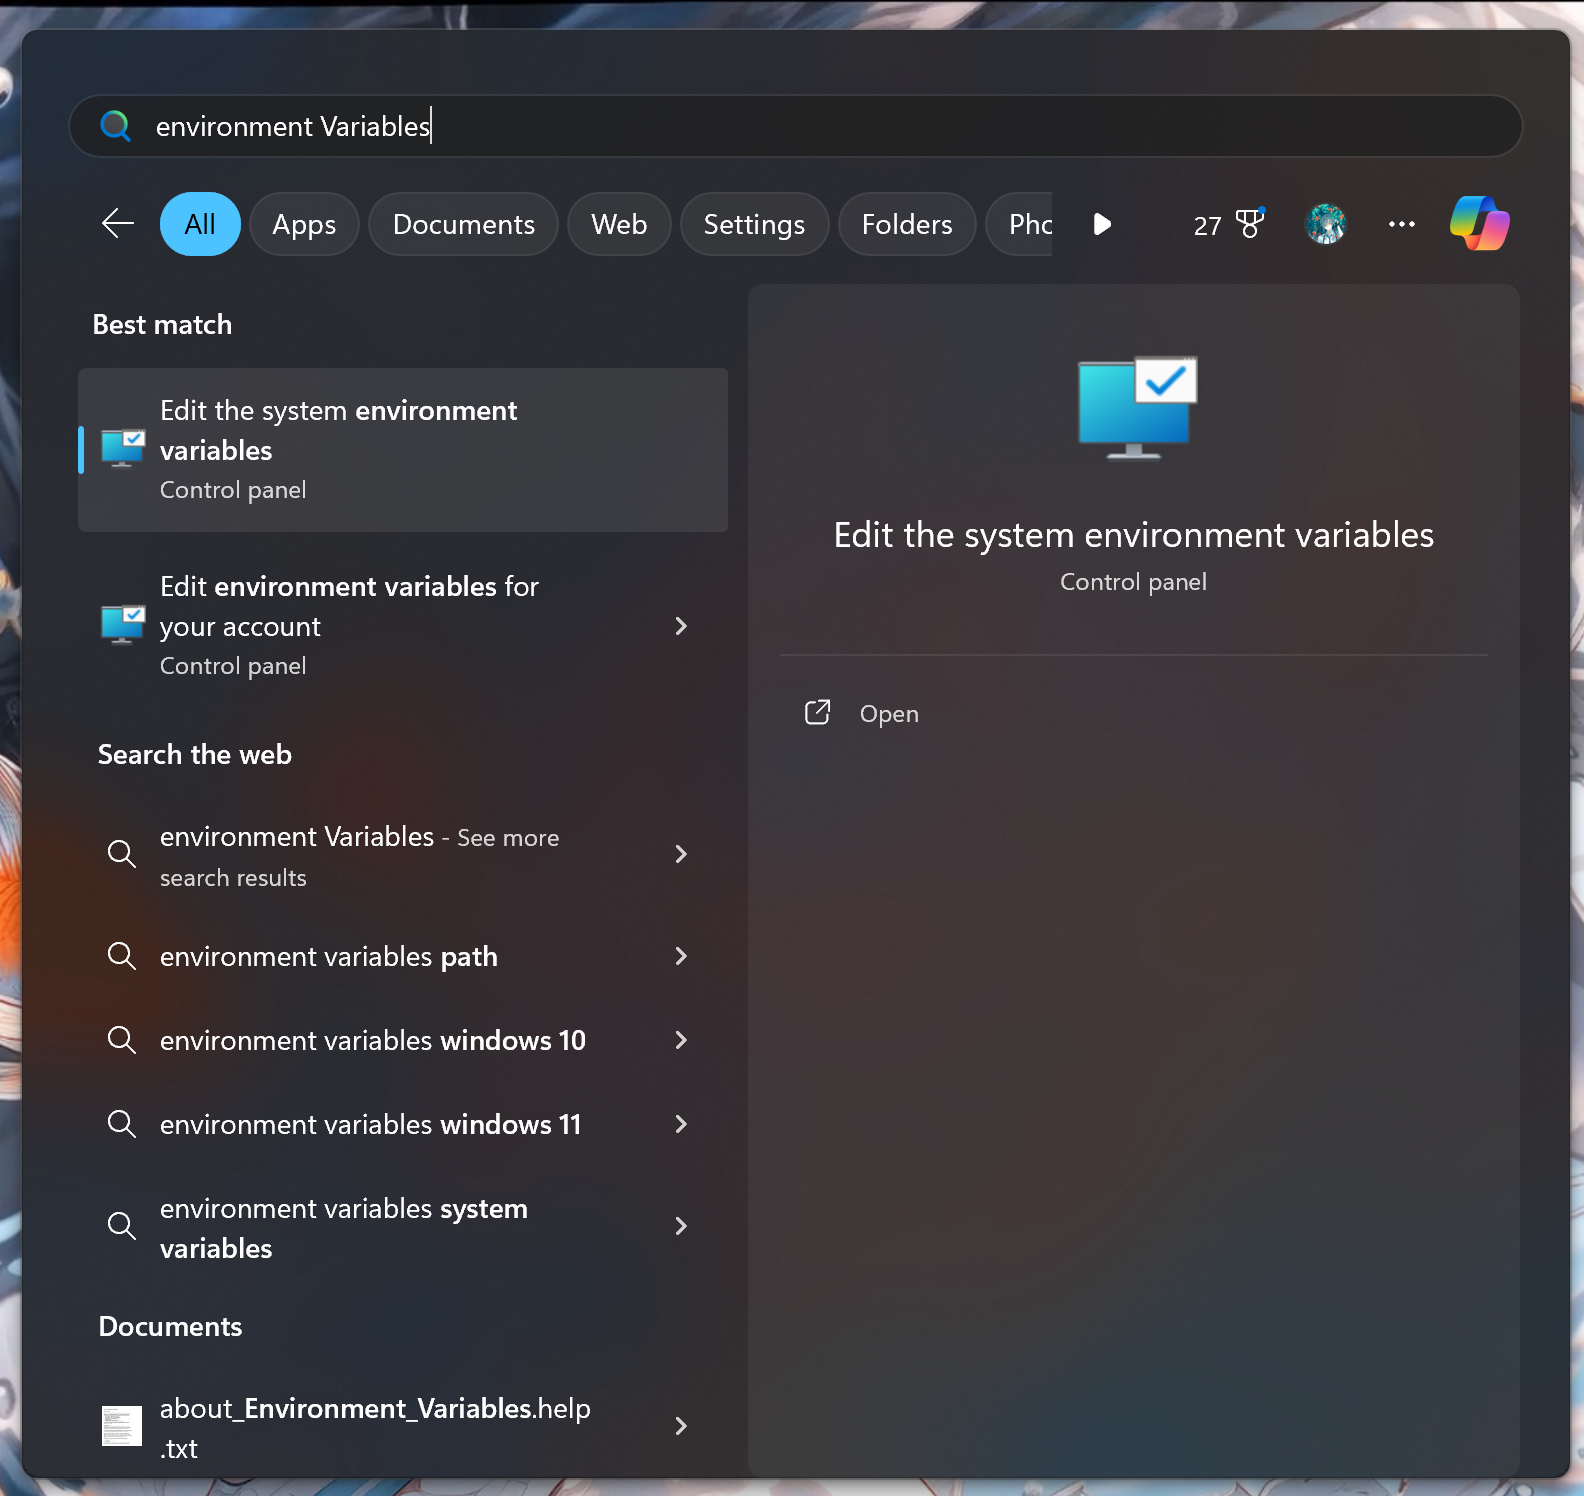 environment Variables
All
Apps
Documents
Web
Settings
Folders
Pho
27
Best match
Edit the system environment
variables
Control panel
Edit environment variables for
your account
Control panel
Search the web
environment Variables - See more
search results
environment variables path
environment variables windows 10
environment variables windows 11
environment variables system
variables
Documents
about_Environment_Variables.help
.txt
Edit the system environment variables
Control panel
Open